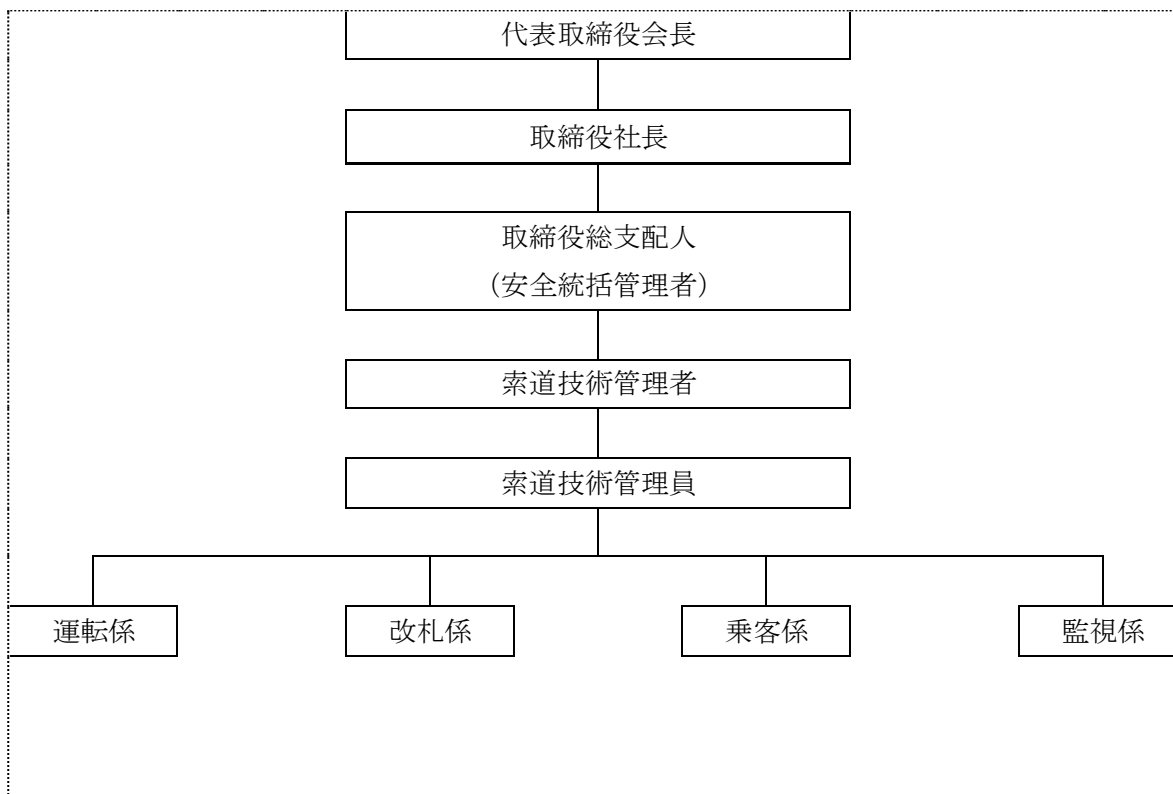 代表取締役会長
取締役社長
取締役総支配人
(安全統括管理者)
索道技術管理者
索道技術管理員
運転係
改札係
乗客係
監視係